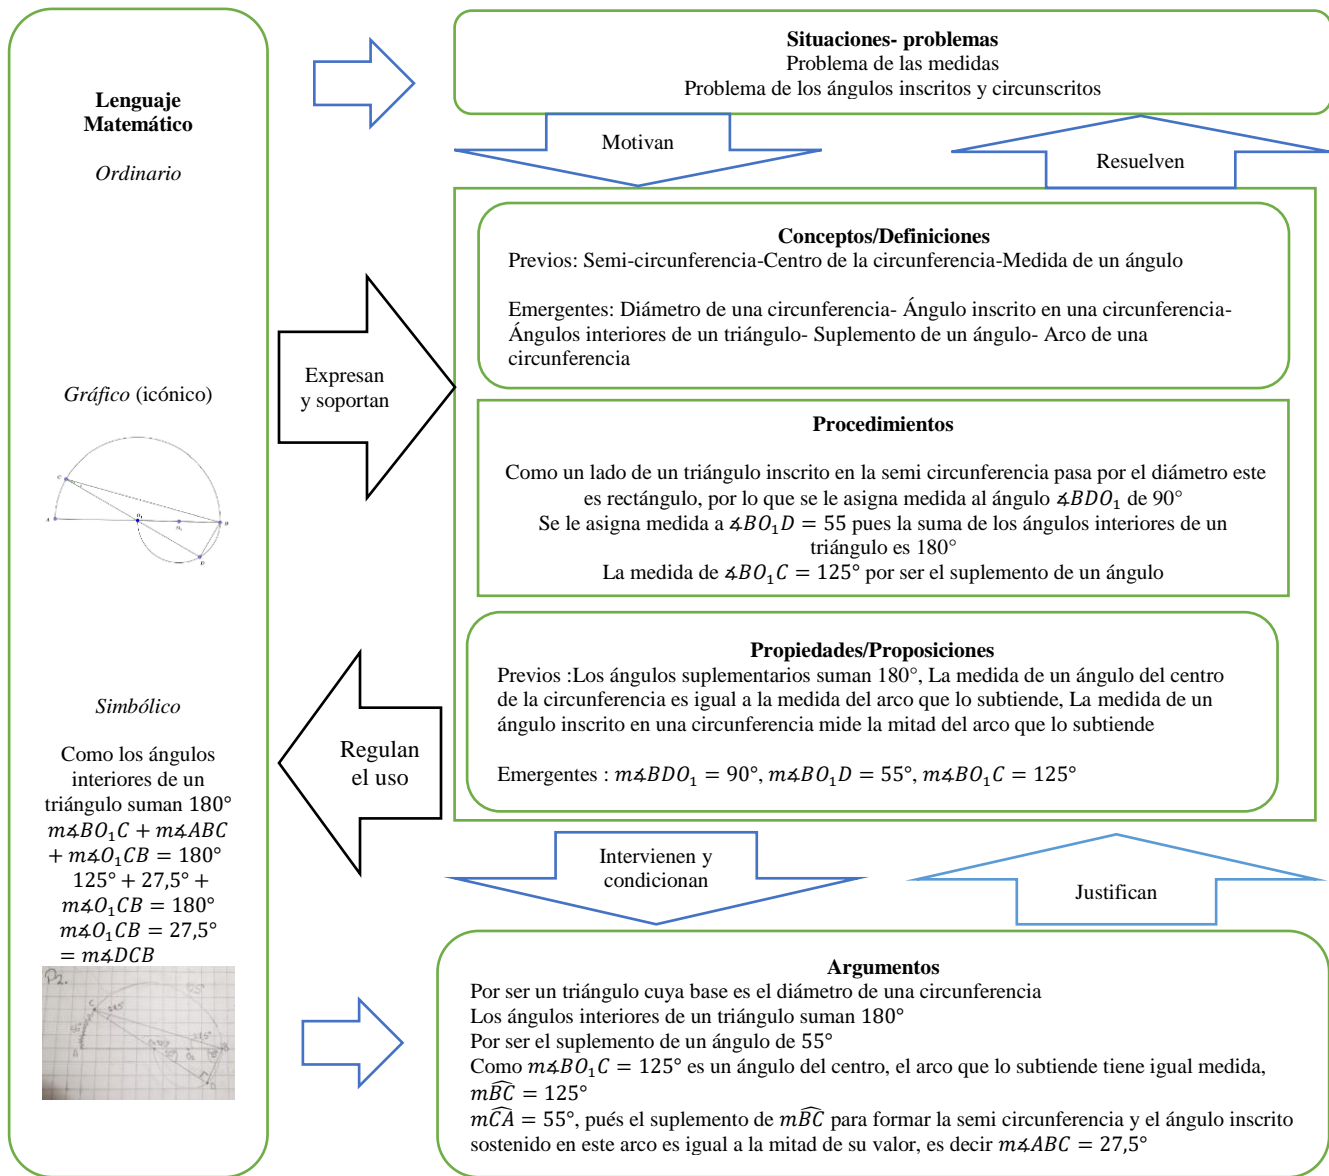 Lenguaje
Matemático
Ordinario
Gráfico (icónico)
C
A
O₁
B
D
Simbólico
Como los ángulos
interiores de un
triángulo suman 180°
m∡BO₁C + m∡ABC
+ m∡O₁CB = 180°
125° + 27,5° +
m∡O₁CB = 180°
m∡O₁CB = 27,5°
= m∡DCB
P2.
Situaciones- problemas
Problema de las medidas
Problema de los ángulos inscritos y circunscritos
Motivan
Resuelven
Expresan
y soportan
Conceptos/Definiciones
Previos: Semi-circunferencia-Centro de la circunferencia-Medida de un ángulo
Emergentes: Diámetro de una circunferencia- Ángulo inscrito en una circunferencia-
Ángulos interiores de un triángulo- Suplemento de un ángulo- Arco de una
circunferencia
Procedimientos
Como un lado de un triángulo inscrito en la semi circunferencia pasa por el diámetro este
es rectángulo, por lo que se le asigna medida al ángulo ∡BDO₁ de 90°
Se le asigna medida a ∡BO₁D = 55 pues la suma de los ángulos interiores de un
triángulo es 180°
La medida de ∡BO₁C = 125° por ser el suplemento de un ángulo
Propiedades/Proposiciones
Previos :Los ángulos suplementarios suman 180°, La medida de un ángulo del centro
de la circunferencia es igual a la medida del arco que lo subtiende, La medida de un
ángulo inscrito en una circunferencia mide la mitad del arco que lo subtiende
Emergentes : m∡BDO₁ = 90°, m∡BO₁D = 55°, m∡BO₁C = 125°
Regulan
el uso
Intervienen y
condicionan
Justifican
Argumentos
Por ser un triángulo cuya base es el diámetro de una circunferencia
Los ángulos interiores de un triángulo suman 180°
Por ser el suplemento de un ángulo de 55°
Como m∡BO₁C = 125° es un ángulo del centro, el arco que lo subtiende tiene igual medida,
mB͡C = 125°
mC͡A = 55°, pués el suplemento de mB͡C para formar la semi circunferencia y el ángulo inscrito
sostenido en este arco es igual a la mitad de su valor, es decir m∡ABC = 27,5°